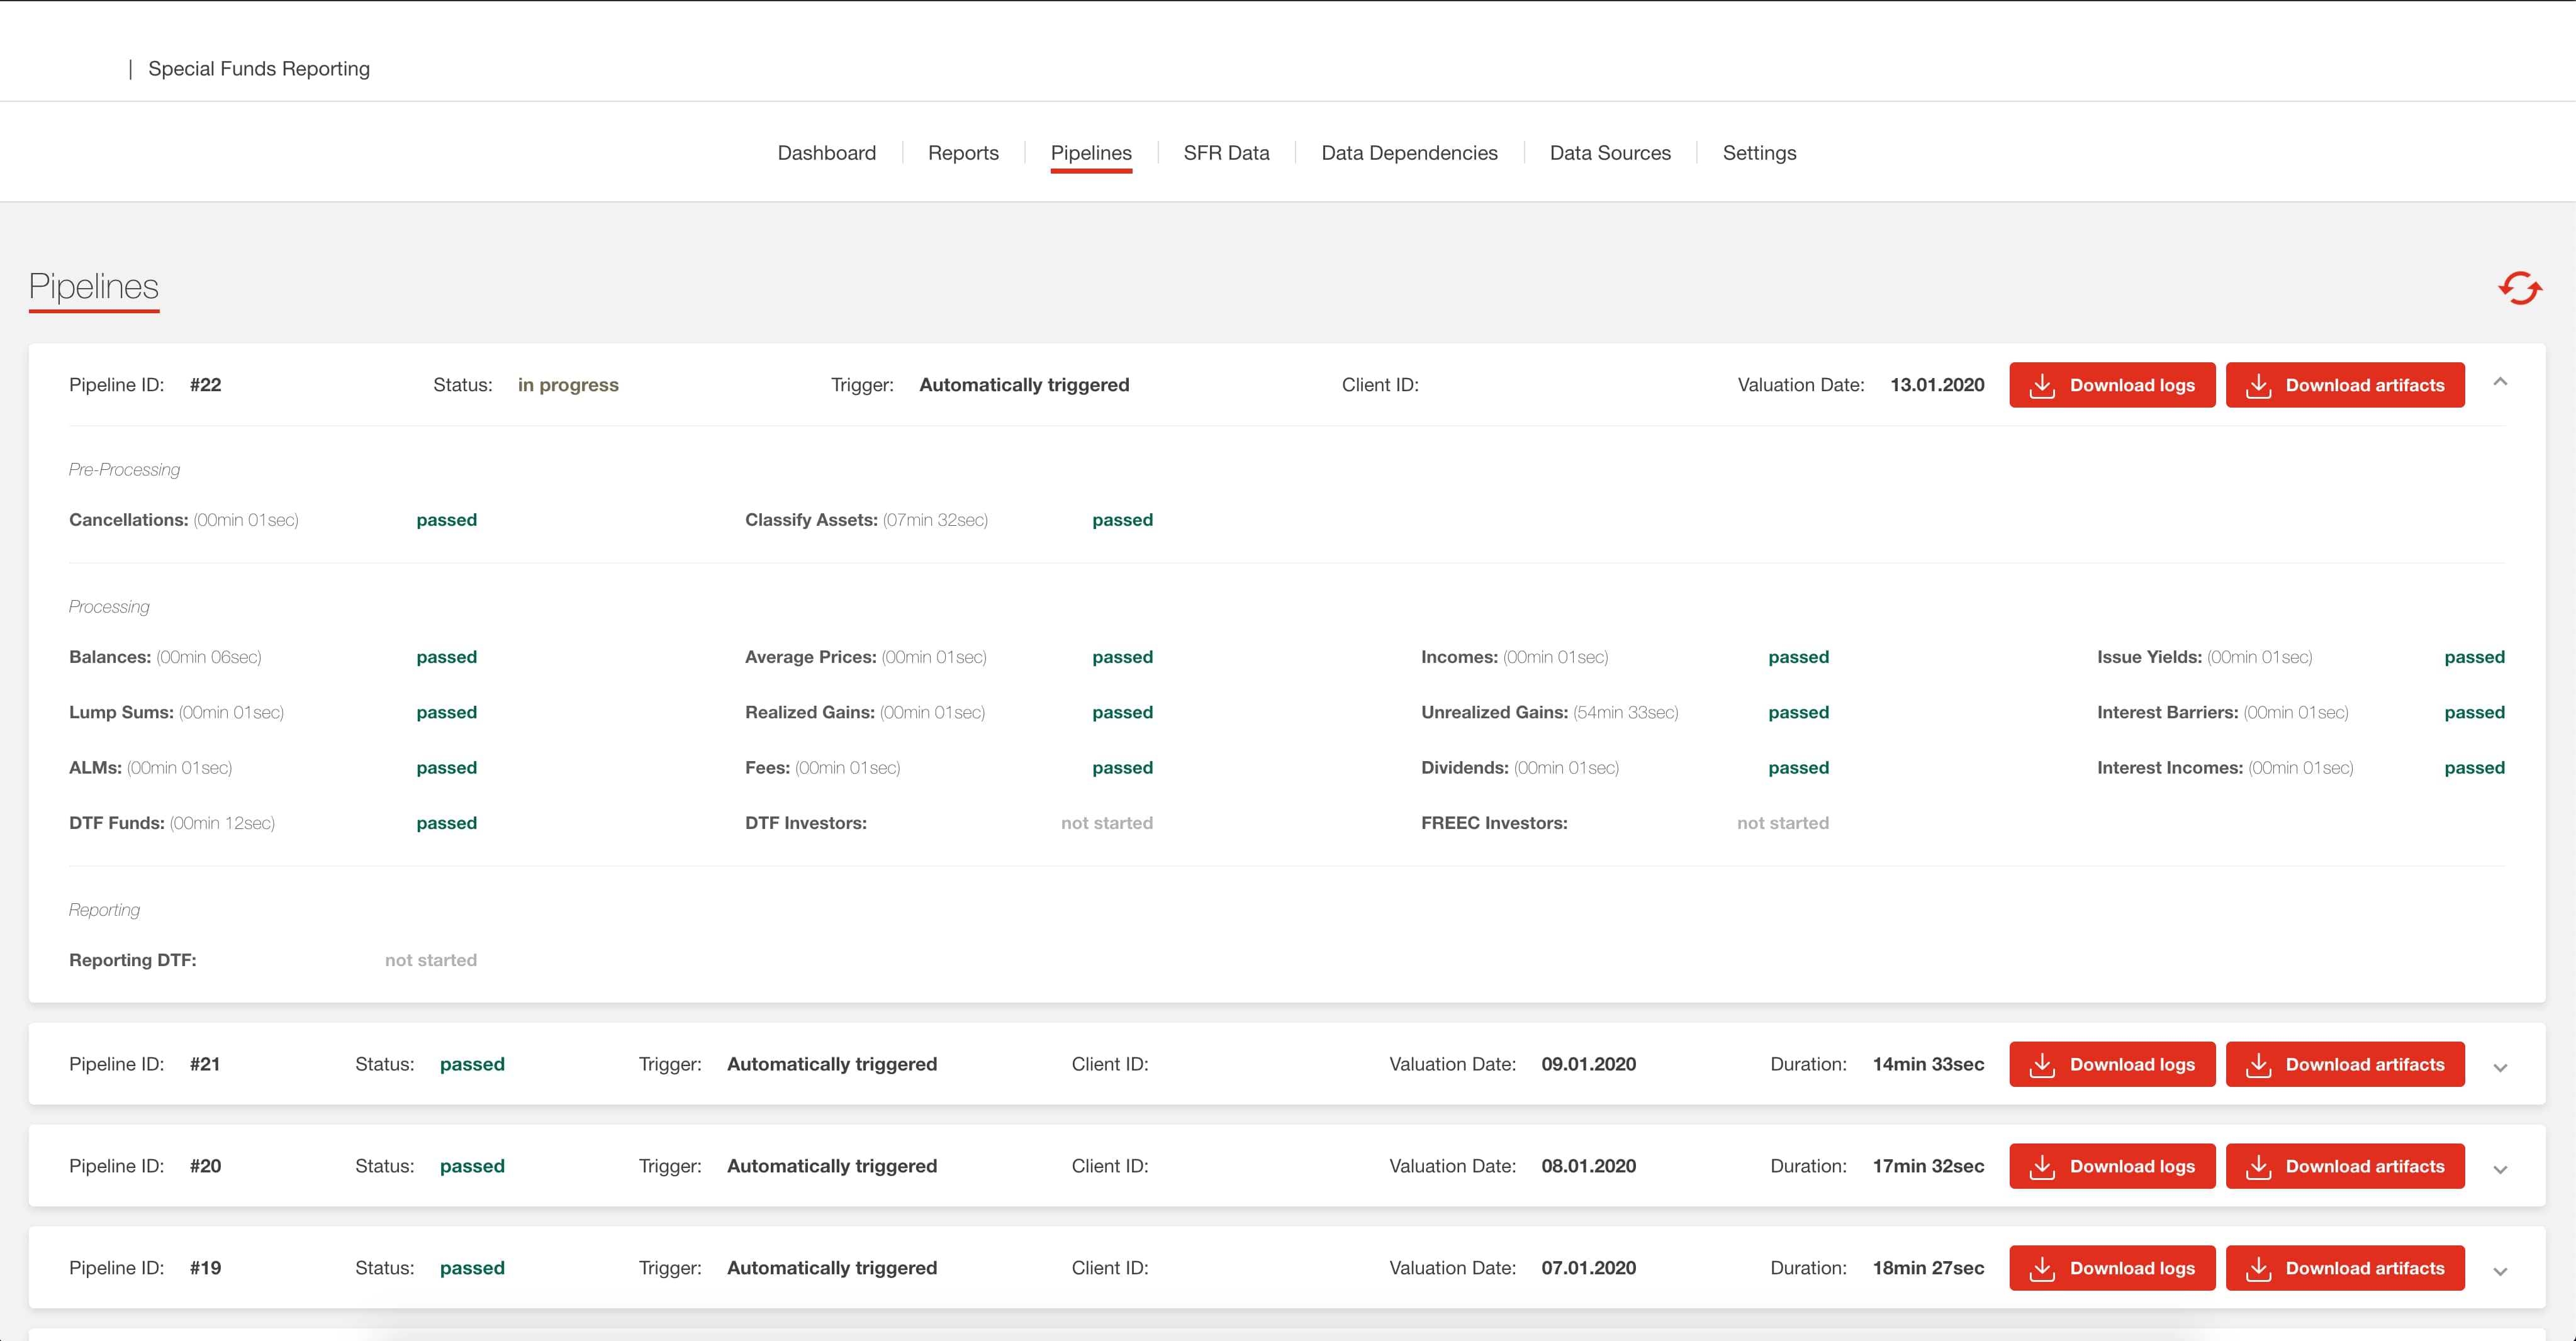 | Special Funds Reporting
Dashboard Reports Pipelines SFR Data Data Dependencies Data Sources Settings
Pipelines
Pipeline ID: #22 Status: in progress Trigger: Automatically triggered Client ID: Valuation Date: 13.01.2020 Download logs Download artifacts
Pre-Processing
Cancellations: (00min 01sec) passed Classify Assets: (07min 32sec) passed
Processing
Balances: (00min 06sec) passed Average Prices: (00min 01sec) passed Incomes: (00min 01sec) passed Issue Yields: (00min 01sec) passed
Lump Sums: (00min 01sec) passed Realized Gains: (00min 01sec) passed Unrealized Gains: (54min 33sec) passed Interest Barriers: (00min 01sec) passed
ALMs: (00min 01sec) passed Fees: (00min 01sec) passed Dividends: (00min 01sec) passed Interest Incomes: (00min 01sec) passed
DTF Funds: (00min 12sec) passed DTF Investors: not started FREEC Investors: not started
Reporting
Reporting DTF: not started
Pipeline ID: #21 Status: passed Trigger: Automatically triggered Client ID: Valuation Date: 09.01.2020 Duration: 14min 33sec Download logs Download artifacts
Pipeline ID: #20 Status: passed Trigger: Automatically triggered Client ID: Valuation Date: 08.01.2020 Duration: 17min 32sec Download logs Download artifacts
Pipeline ID: #19 Status: passed Trigger: Automatically triggered Client ID: Valuation Date: 07.01.2020 Duration: 18min 27sec Download logs Download artifacts